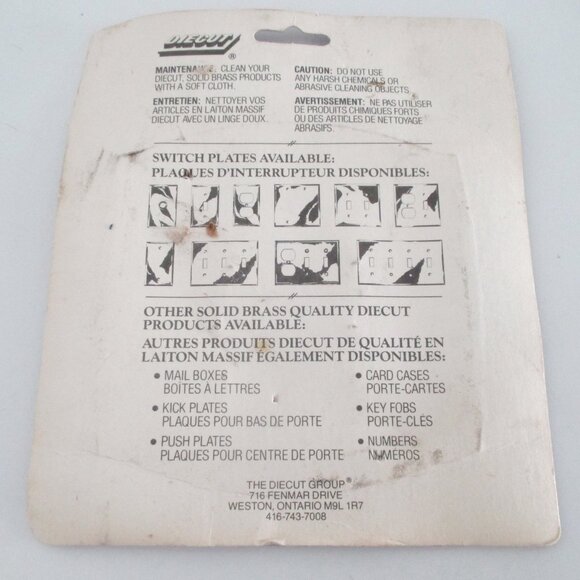 DIECUT®
MAINTENANCE: CLEAN YOUR
DIECUT, SOLID BRASS PRODUCTS
WITH A SOFT CLOTH.
ENTRETIEN: NETTOYER VOS
ARTICLES EN LAITON MASSIF
DIECUT AVEC UN LINGE DOUX.
CAUTION: DO NOT USE
ANY HARSH CHEMICALS OR
ABRASIVE CLEANING OBJECTS.
AVERTISSEMENT: NE PAS UTILISER
DE PRODUITS CHIMIQUES FORTS
OU DES ARTICLES DE NETTOYAGE
ABRASIFS.
SWITCH PLATES AVAILABLE:
PLAQUES D'INTERRUPTEUR DISPONIBLES:
OTHER SOLID BRASS QUALITY DIECUT
PRODUCTS AVAILABLE:
AUTRES PRODUITS DIECUT DE QUALITÉ EN
LAITON MASSIF ÉGALEMENT DISPONIBLES:
• MAIL BOXES
BOÎTES À LETTRES
• KICK PLATES
PLAQUES POUR BAS DE PORTE
• PUSH PLATES
PLAQUES POUR CENTRE DE PORTE
• CARD CASES
PORTE-CARTES
• KEY FOBS
PORTE-CLÉS
• NUMBERS
NUMÉROS
THE DIECUT GROUP®
716 FENMAR DRIVE
WESTON, ONTARIO M9L 1R7
416-743-7008